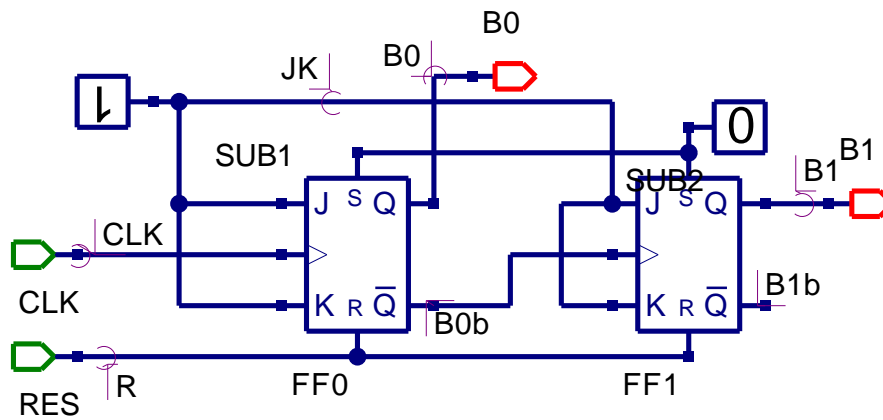 B0
B0
JK
1
0
SUB1
SUB2
B1
B1
J S Q
J S Q
CLK
B1b
K R Q̅
K R Q̅
CLK
B0b
R
FF0
FF1
RES